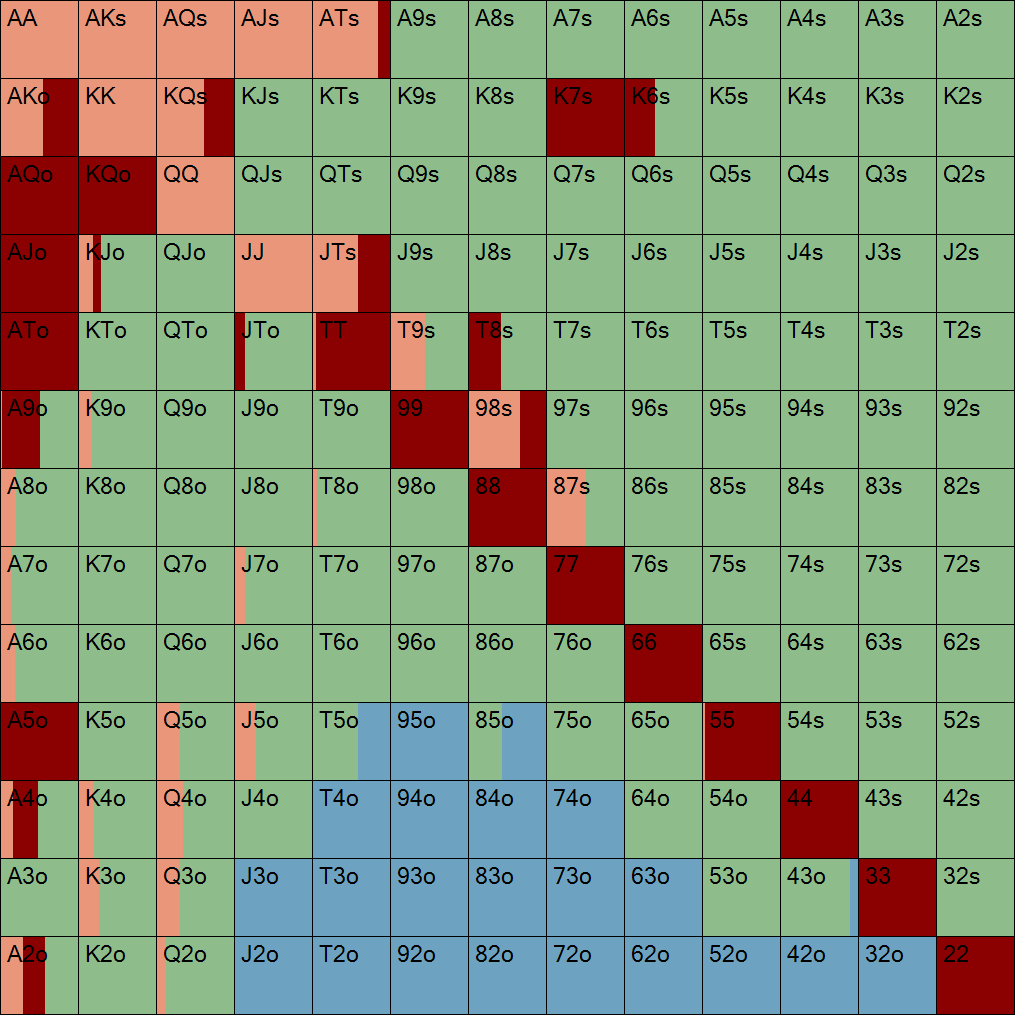 AA AKs AQs AJs ATs A9s A8s A7s A6s A5s A4s A3s A2s
AKo KK KQs KJs KTs K9s K8s K7s K6s K5s K4s K3s K2s
AQo KQo QQ QJs QTs Q9s Q8s Q7s Q6s Q5s Q4s Q3s Q2s
AJo KJo QJo JJ JTs J9s J8s J7s J6s J5s J4s J3s J2s
ATo KTo QTo JTo TT T9s T8s T7s T6s T5s T4s T3s T2s
A9o K9o Q9o J9o T9o 99 98s 97s 96s 95s 94s 93s 92s
A8o K8o Q8o J8o T8o 98o 88 87s 86s 85s 84s 83s 82s
A7o K7o Q7o J7o T7o 97o 87o 77 76s 75s 74s 73s 72s
A6o K6o Q6o J6o T6o 96o 86o 76o 66 65s 64s 63s 62s
A5o K5o Q5o J5o T5o 95o 85o 75o 65o 55 54s 53s 52s
A4o K4o Q4o J4o T4o 94o 84o 74o 64o 54o 44 43s 42s
A3o K3o Q3o J3o T3o 93o 83o 73o 63o 53o 43o 33 32s
A2o K2o Q2o J2o T2o 92o 82o 72o 62o 52o 42o 32o 22